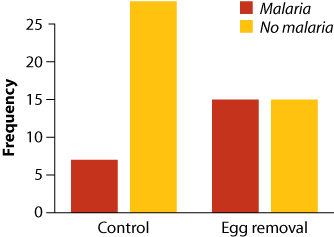 Malaria
No malaria
Frequency
25
20
15
10
5
0
Control
Egg removal